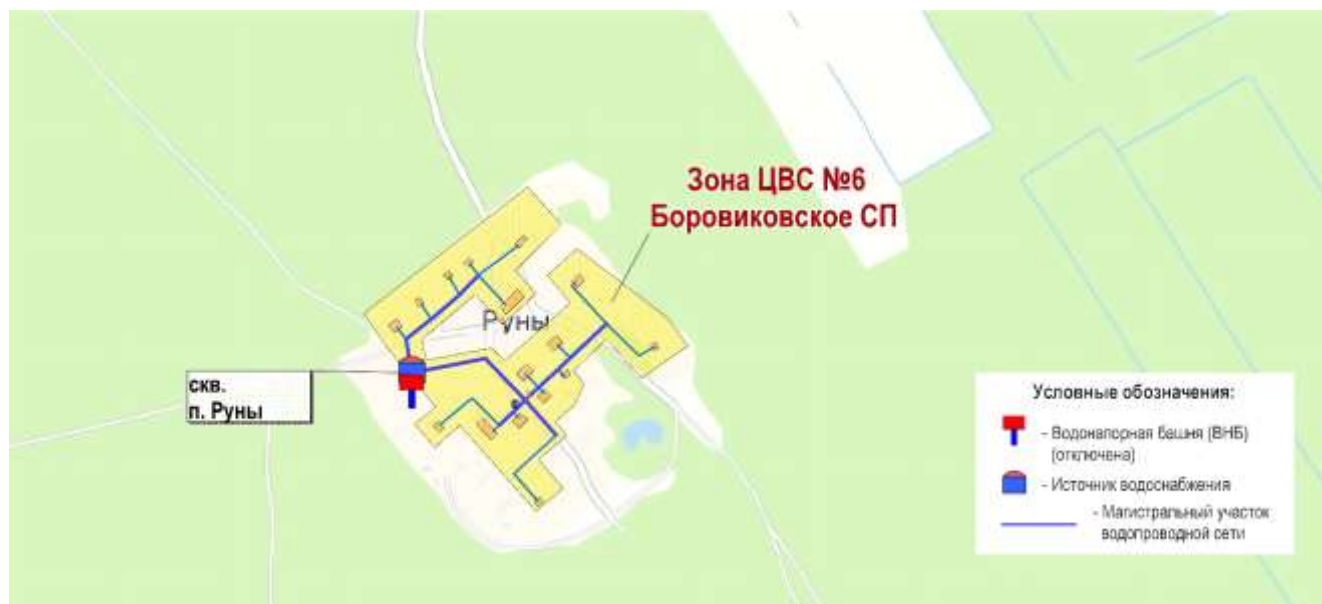 Зона ЦВС №6
Боровиковское СП
Руны
скв.
п. Руны
Условные обозначения:
- Водонапорная башня (ВНБ)
(отключена)
- Источник водоснабжения
- Магистральный участок
водопроводной сети